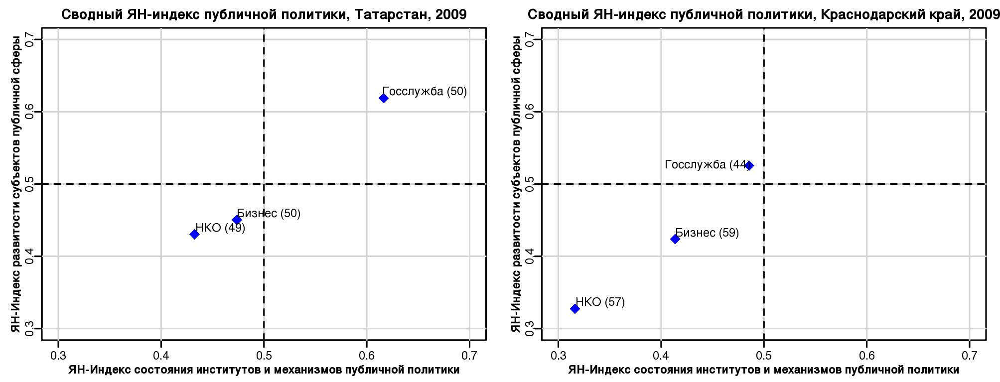 Сводный ЯН-индекс публичной политики, Татарстан, 2009
ЯН-Индекс развитости субъектов публичной сферы
0.7
0.6
0.5
0.4
0.3
Госслужба (50)
Бизнес (50)
НКО (49)
0.3 0.4 0.5 0.6 0.7
ЯН-Индекс состояния институтов и механизмов публичной политики
Сводный ЯН-индекс публичной политики, Краснодарский край, 2009
ЯН-Индекс развитости субъектов публичной сферы
0.7
0.6
0.5
0.4
0.3
Госслужба (44)
Бизнес (59)
НКО (57)
0.3 0.4 0.5 0.6 0.7
ЯН-Индекс состояния институтов и механизмов публичной политики